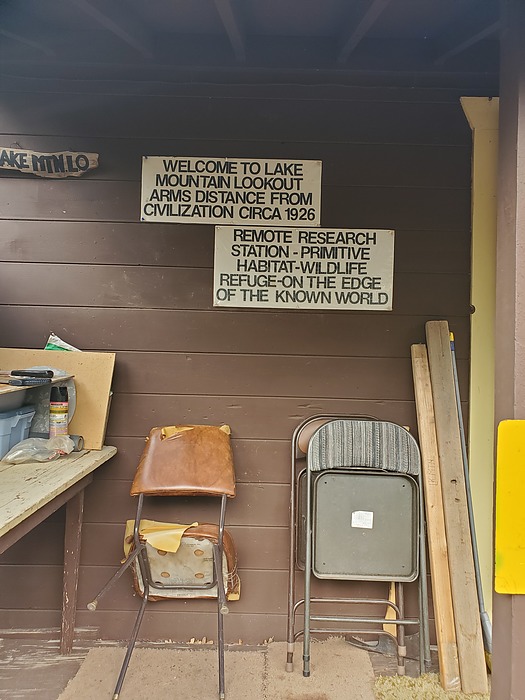 AKE MTN.LO
WELCOME TO LAKE
MOUNTAIN LOOKOUT
ARMS DISTANCE FROM
CIVILIZATION CIRCA 1926
REMOTE RESEARCH
STATION - PRIMITIVE
HABITAT-WILDLIFE
REFUGE-ON THE EDGE
OF THE KNOWN WORLD